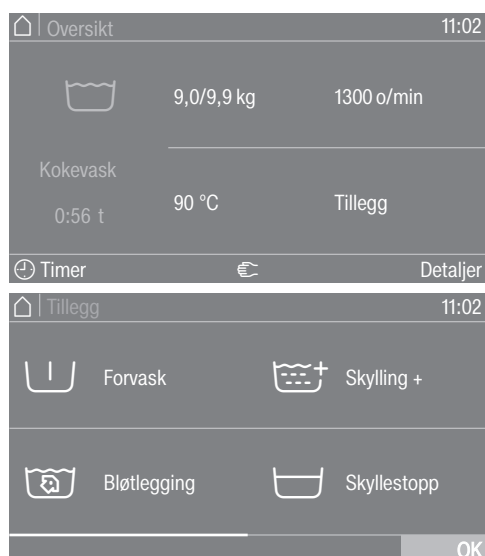 Oversikt 11:02
9,0/9,9 kg 1300 o/min
Kokevask
0:56 t
90 °C Tillegg
Timer Detaljer
Tillegg 11:02
Forvask Skylling +
Bløtlegging Skyllestopp
OK